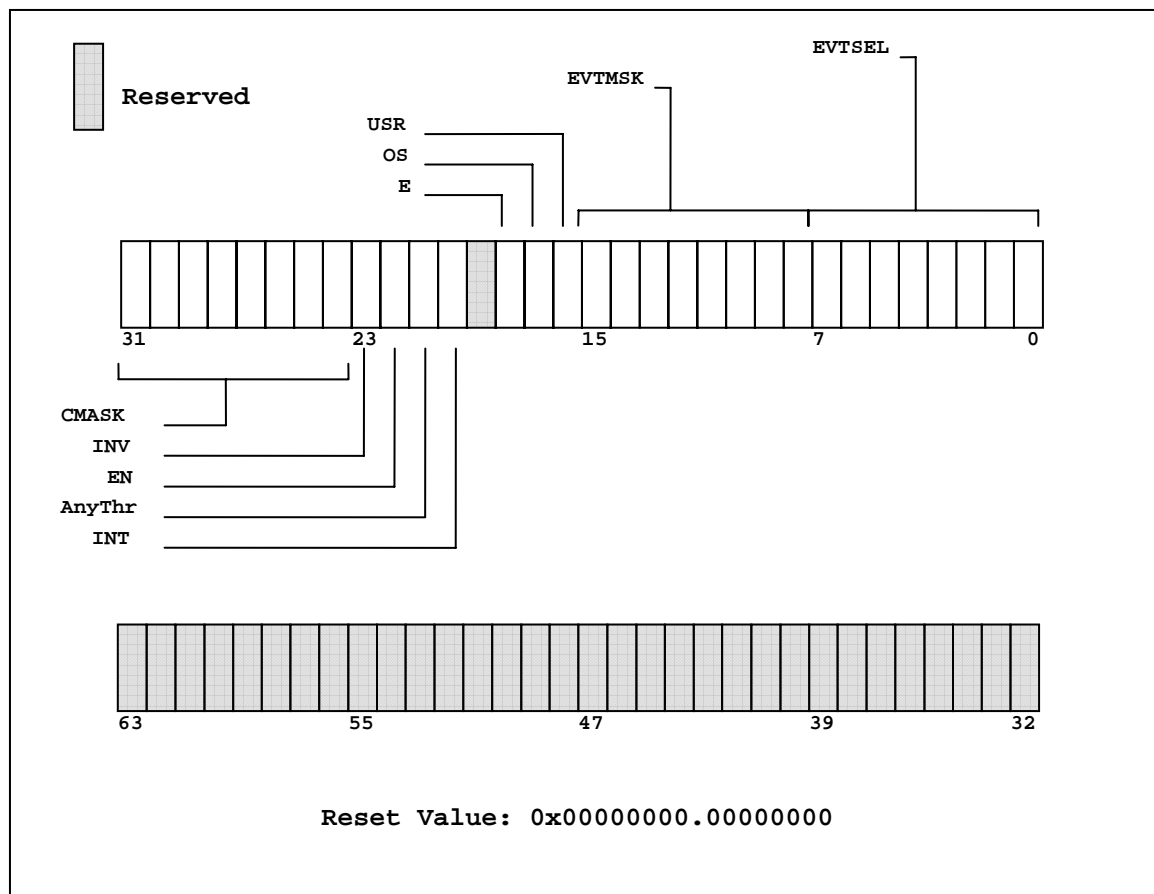 EVTSEL
EVTMSK
Reserved
USR
OS
E
31 23 15 7 0
CMASK
INV
EN
AnyThr
INT
63 55 47 39 32
Reset Value: 0x00000000.00000000